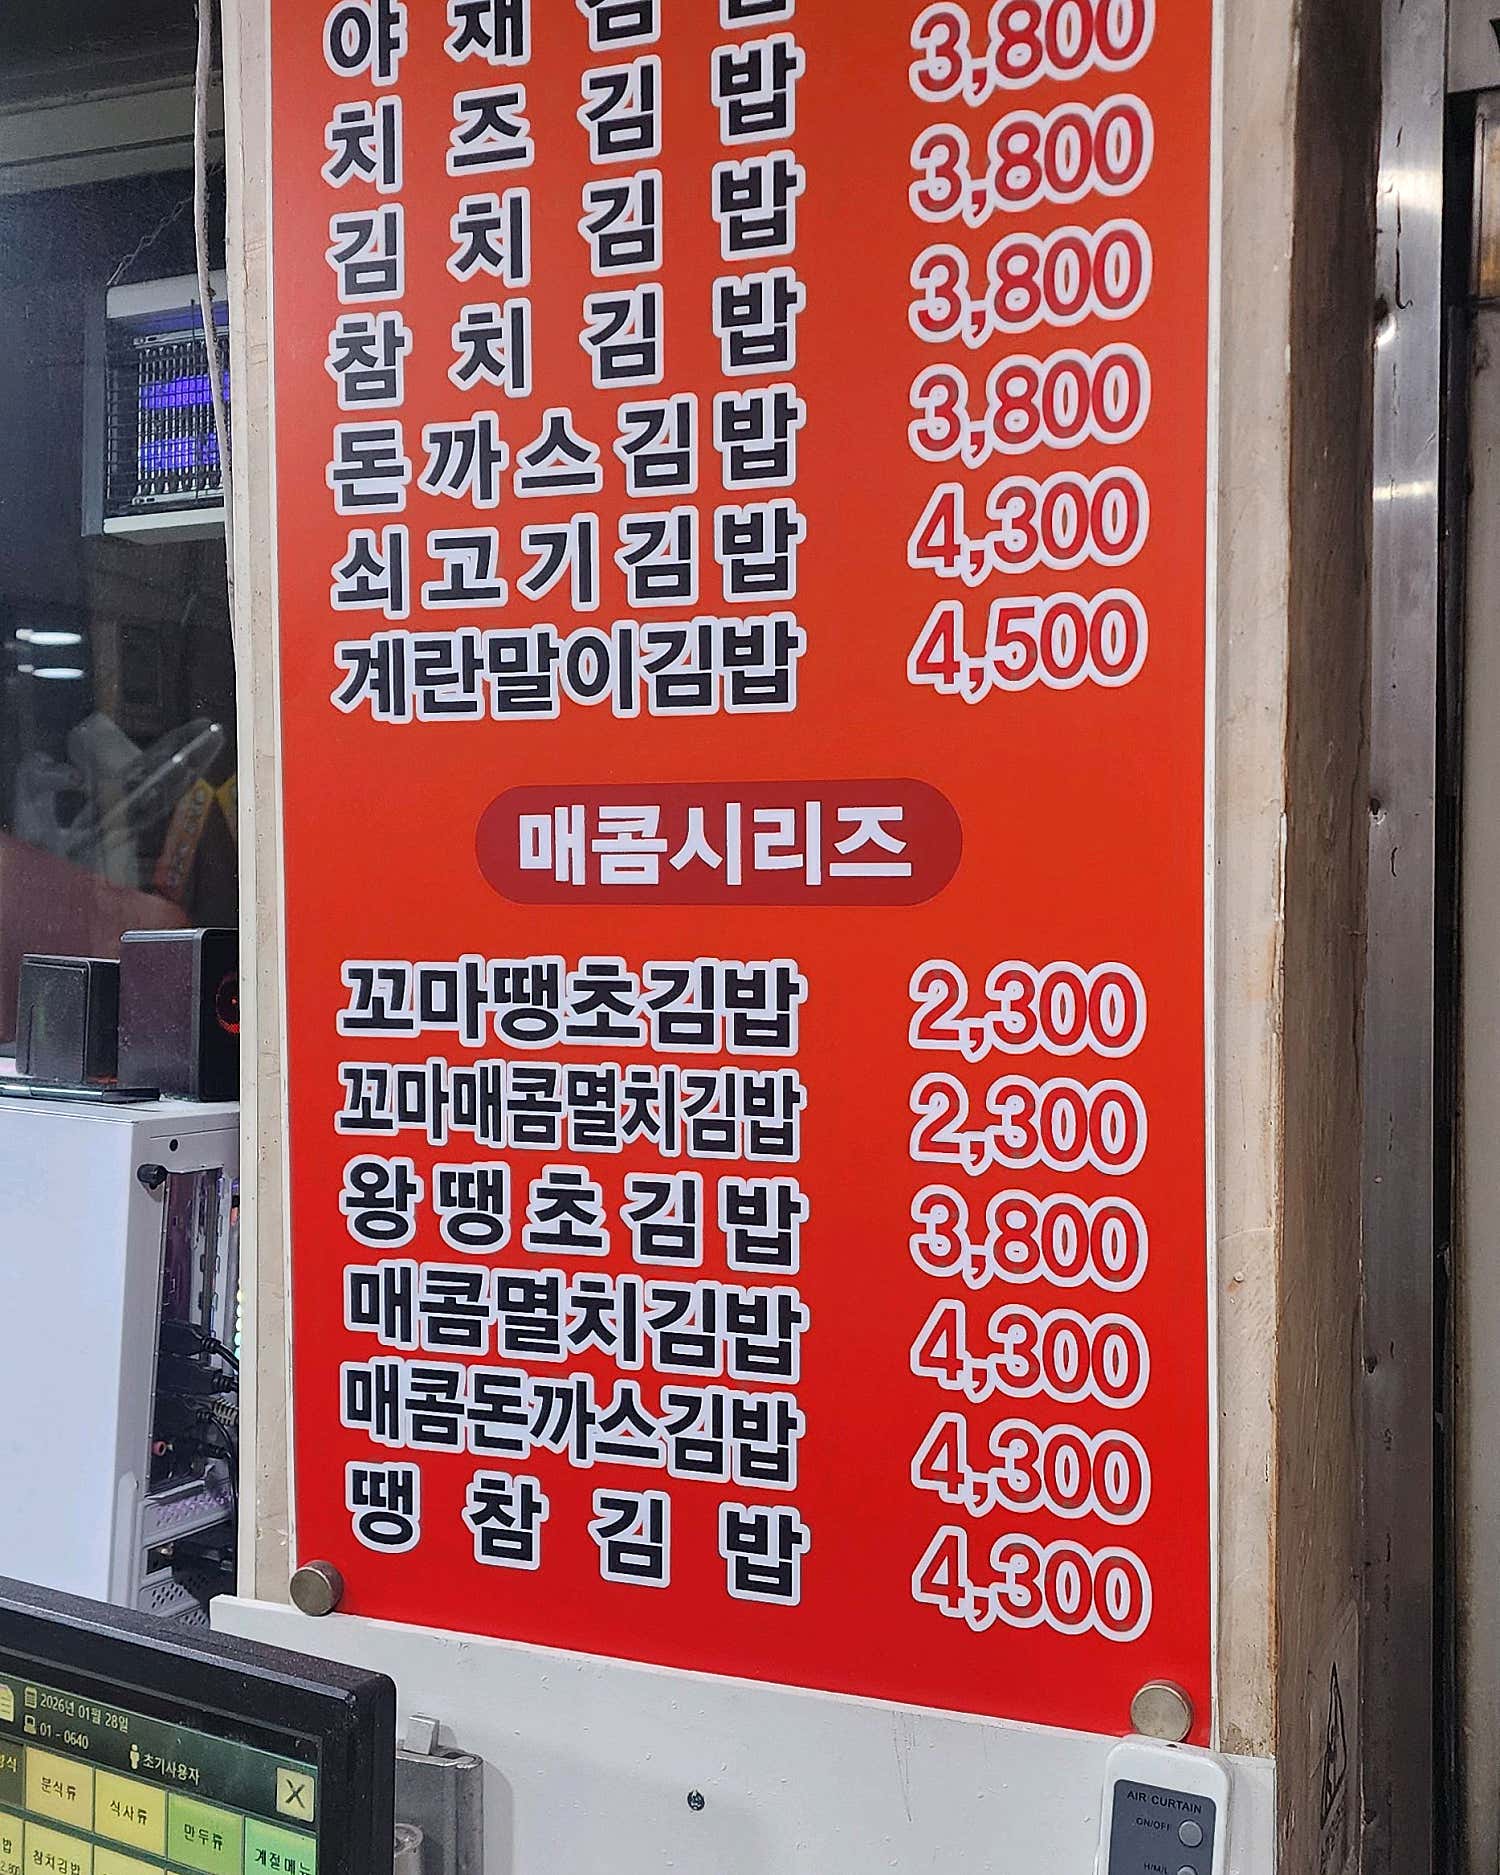 야채김밥 3,800
치즈김밥 3,800
김치김밥 3,800
참치김밥 3,800
돈까스김밥 4,300
쇠고기김밥 4,500
계란말이김밥
매콤시리즈
꼬마땡초김밥 2,300
꼬마매콤멸치김밥 2,300
왕땡초김밥 3,800
매콤멸치김밥 4,300
매콤돈까스김밥 4,300
땡참김밥 4,300
2026년 01월 28일
01 - 0640
초기사용자
X
분식류
식사류
만두류
계절메뉴
참치김밥
AIR CURTAIN
ON/OFF
H/M/L